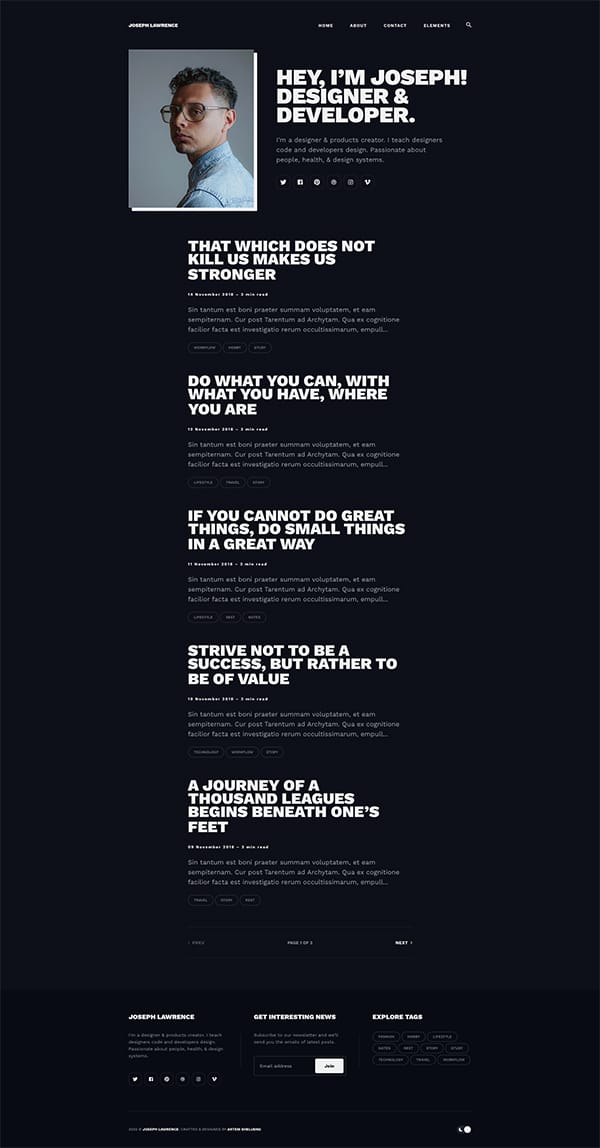 JOSEPH LAWRENCE
HOME ABOUT CONTACT ELEMENTS
HEY, I'M JOSEPH!
DESIGNER &
DEVELOPER.
I'm a designer & products creator. I teach designers
code and developers design. Passionate about
people, health, & design systems.
THAT WHICH DOES NOT
KILL US MAKES US
STRONGER
14 November 2018 – 3 min read
Sin tantum est boni praeter summam voluptatem, et eam
sempiternam. Cur post Tarentum ad Archytam. Qua ex cognitione
facilior facta est investigatio rerum occultissimarum, empull...
WORKFLOW HOBBY STUDY
DO WHAT YOU CAN, WITH
WHAT YOU HAVE, WHERE
YOU ARE
November 2018 – 3 min read
Sin tantum est boni praeter summam voluptatem, et eam
sempiternam. Cur post Tarentum ad Archytam. Qua ex cognitione
facilior facta est investigatio rerum occultissimarum, empull...
LIFESTYLE TRAVEL STORY
IF YOU CANNOT DO GREAT
THINGS, DO SMALL THINGS
IN A GREAT WAY
11 November 2018 – 3 min read
Sin tantum est boni praeter summam voluptatem, et eam
sempiternam. Cur post Tarentum ad Archytam. Qua ex cognitione
facilior facta est investigatio rerum occultissimarum, empull...
LIFESTYLE REST NOTES
STRIVE NOT TO BE A
SUCCESS, BUT RATHER TO
BE OF VALUE
10 November 2018 – 3 min read
Sin tantum est boni praeter summam voluptatem, et eam
sempiternam. Cur post Tarentum ad Archytam. Qua ex cognitione
facilior facta est investigatio rerum occultissimarum, empull...
TECHNOLOGY WORKFLOW STORY
A JOURNEY OF A
THOUSAND LEAGUES
BEGINS BENEATH ONE'S
FEET
09 November 2018 – 3 min read
Sin tantum est boni praeter summam voluptatem, et eam
sempiternam. Cur post Tarentum ad Archytam. Qua ex cognitione
facilior facta est investigatio rerum occultissimarum, empull...
TRAVEL STORY REST
‹ PREV PAGE 1 OF 2 NEXT ›
JOSEPH LAWRENCE
I'm a designer & products creator. I teach
designers code and developers design.
Passionate about people, health, & design
systems.
GET INTERESTING NEWS
Subscribe to our newsletter and we'll
send you the emails of latest posts.
Email address Join
EXPLORE TAGS
FASHION HOBBY LIFESTYLE
NOTES REST STORY STUDY
TECHNOLOGY TRAVEL WORKFLOW
2020 © JOSEPH LAWRENCE. CRAFTED & DESIGNED BY ARTEM SHELUDKO